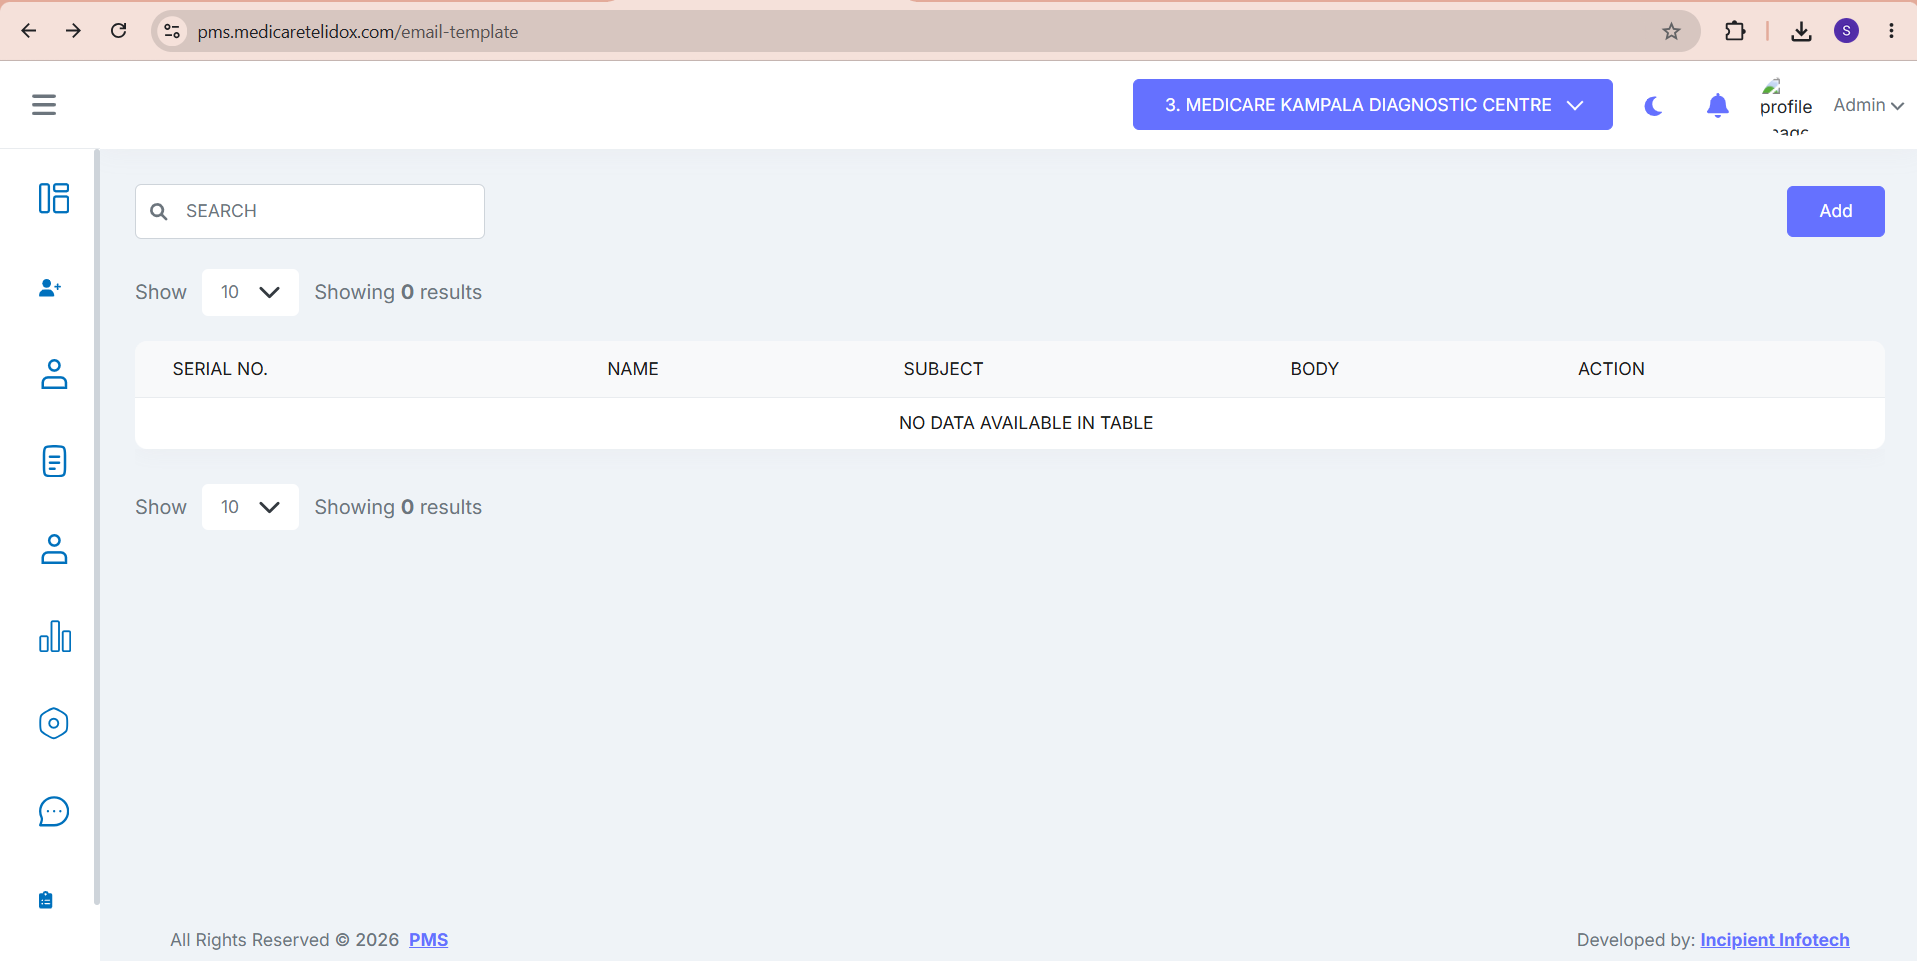 pms.medicaretelidox.com/email-template
S
3. MEDICARE KAMPALA DIAGNOSTIC CENTRE
profile
Admin
SEARCH
Add
Show 10 Showing 0 results
SERIAL NO. NAME SUBJECT BODY ACTION
NO DATA AVAILABLE IN TABLE
Show 10 Showing 0 results
All Rights Reserved © 2026 PMS
Developed by: Incipient Infotech